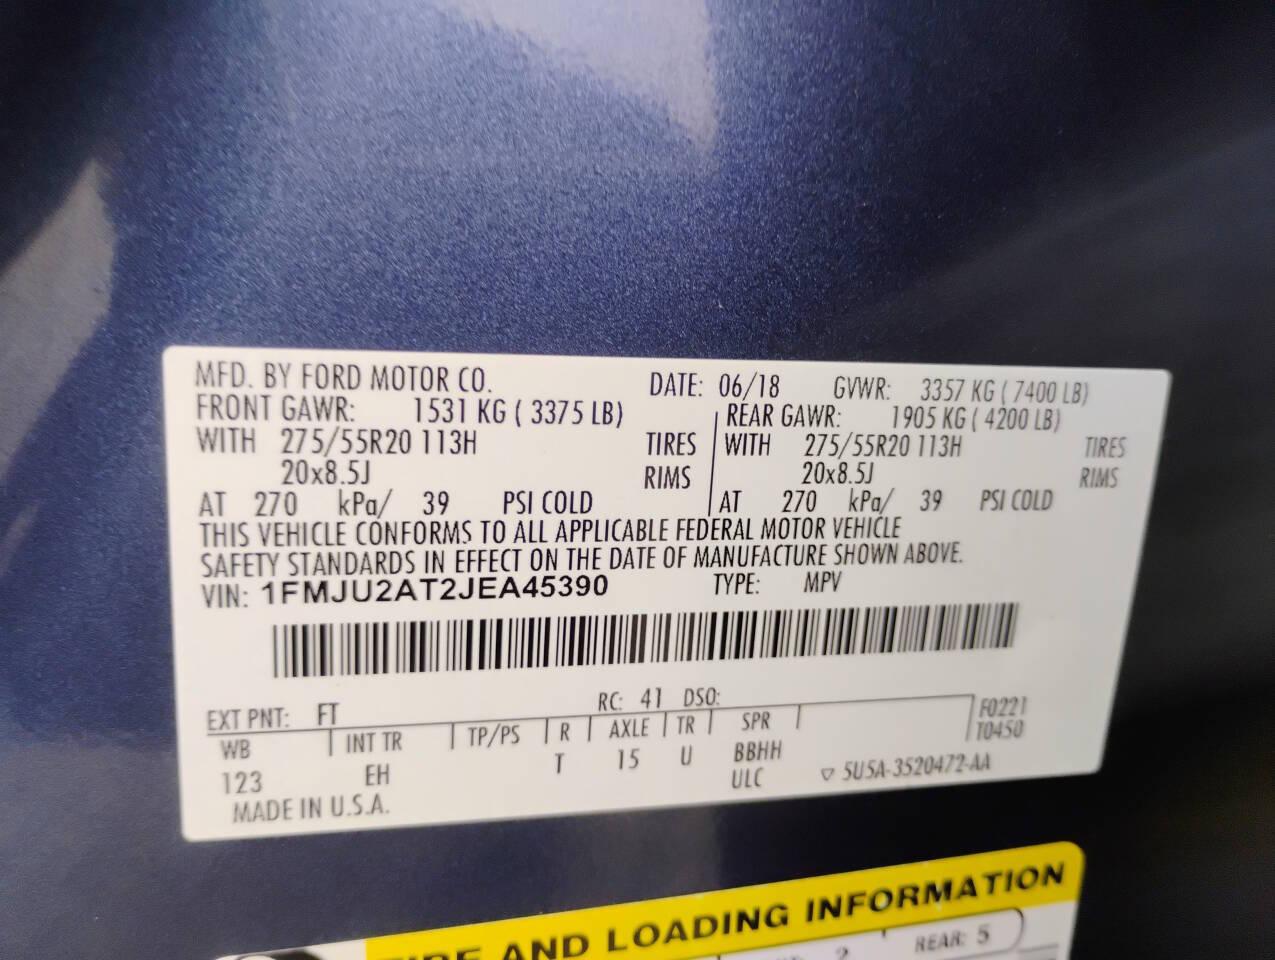 MFD. BY FORD MOTOR CO. DATE: 06/18 GVWR: 3357 KG ( 7400 LB)
FRONT GAWR: 1531 KG ( 3375 LB) REAR GAWR: 1905 KG ( 4200 LB)
WITH 275/55R20 113H TIRES WITH 275/55R20 113H TIRES
20x8.5J RIMS 20x8.5J RIMS
AT 270 kPa/ 39 PSI COLD AT 270 kPa/ 39 PSI COLD
THIS VEHICLE CONFORMS TO ALL APPLICABLE FEDERAL MOTOR VEHICLE
SAFETY STANDARDS IN EFFECT ON THE DATE OF MANUFACTURE SHOWN ABOVE.
VIN: 1FMJU2AT2JEA45390 TYPE: MPV
EXT PNT: FT RC: 41 DSO: F0221
WB INT TR TP/PS R AXLE TR SPR T0450
123 EH T 15 U BBHH
ULC ▽ 5U5A-3520472-AA
MADE IN U.S.A.
AND LOADING INFORMATION
2 REAR: 5